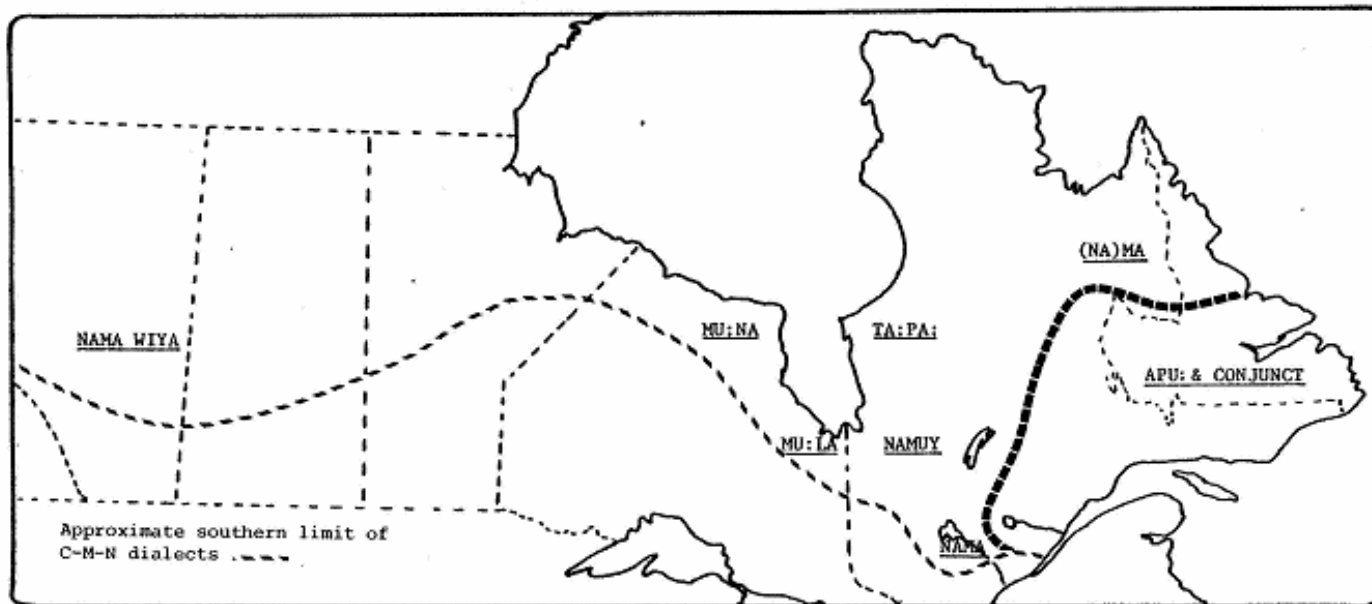 (NA)MA
NAMA WIYA
MU:NA
TA:PA:
APU: & CONJUNCT
MU:LA
NAMUY
NAMA
Approximate southern limit of
C-M-N dialects